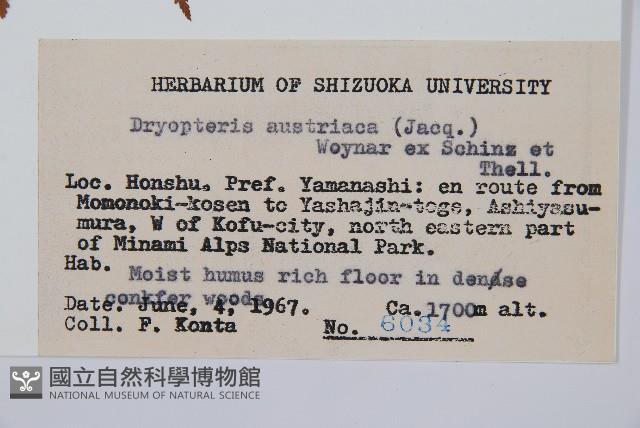 HERBARIUM OF SHIZUOKA UNIVERSITY
Dryopteris austriaca (Jacq.)
Woynar ex Schinz et
Thell.
Loc. Honshu, Pref. Yamanashi: en route from
Momonoki-kosen to Yashajin-toge, Ashiyasu-
mura, W of Kofu-city, north eastern part
of Minami Alps National Park.
Hab. Moist humus rich floor in dense
conifer woods
Date. June, 4, 1967. Ca. 1700m alt.
Coll. F. Konta No. 6034
國立自然科學博物館
NATIONAL MUSEUM OF NATURAL SCIENCE